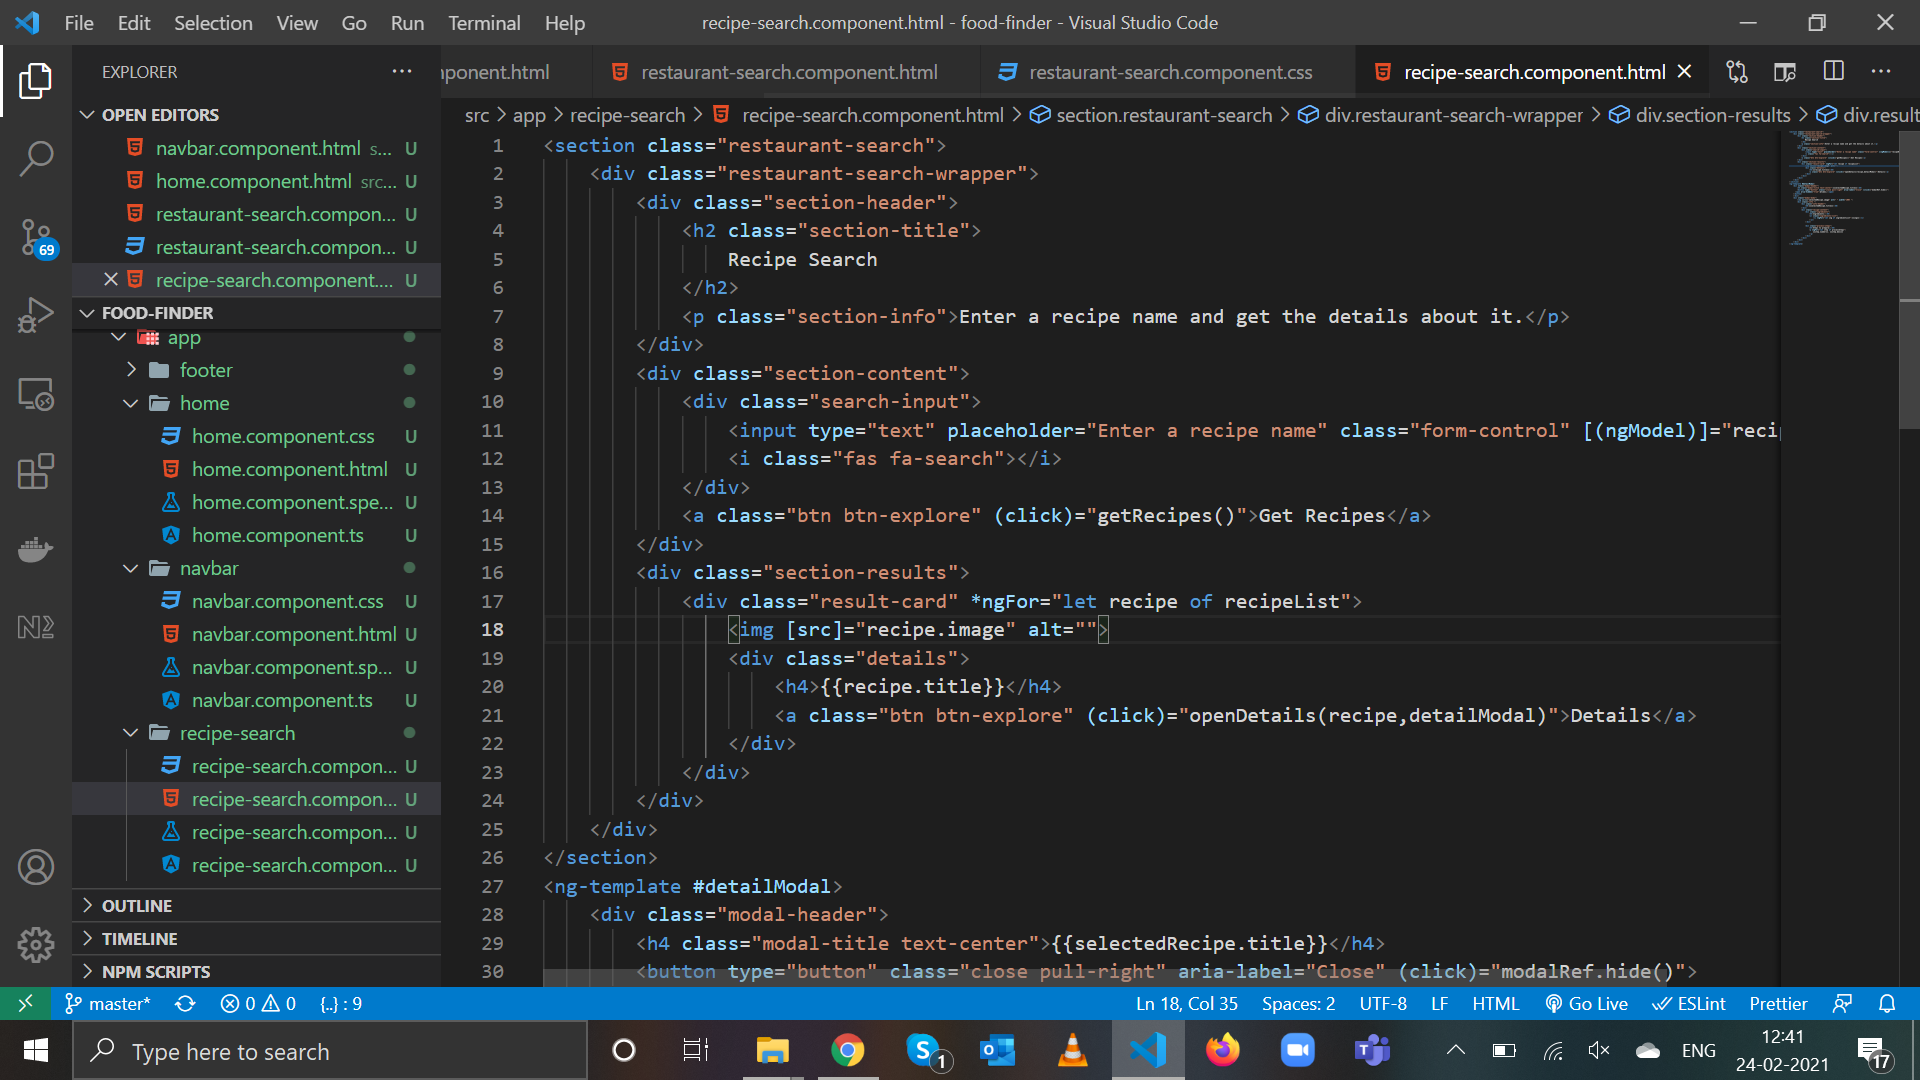 File Edit Selection View Go Run Terminal Help recipe-search.component.html - food-finder - Visual Studio Code
EXPLORER
nponent.html restaurant-search.component.html restaurant-search.component.css recipe-search.component.html
OPEN EDITORS
navbar.component.html s... U
home.component.html src... U
restaurant-search.compon... U
restaurant-search.compon... U
recipe-search.component.... U
FOOD-FINDER
app
footer
home
home.component.css U
home.component.html U
home.component.spe... U
home.component.ts U
navbar
navbar.component.css U
navbar.component.html U
navbar.component.sp... U
navbar.component.ts U
recipe-search
recipe-search.compon... U
recipe-search.compon... U
recipe-search.compon... U
recipe-search.compon... U
OUTLINE
TIMELINE
NPM SCRIPTS
69
src > app > recipe-search > recipe-search.component.html > section.restaurant-search > div.restaurant-search-wrapper > div.section-results > div.result
1 <section class="restaurant-search">
2 <div class="restaurant-search-wrapper">
3 <div class="section-header">
4 <h2 class="section-title">
5 Recipe Search
6 </h2>
7 <p class="section-info">Enter a recipe name and get the details about it.</p>
8 </div>
9 <div class="section-content">
10 <div class="search-input">
11 <input type="text" placeholder="Enter a recipe name" class="form-control" [(ngModel)]="reci
12 <i class="fas fa-search"></i>
13 </div>
14 <a class="btn btn-explore" (click)="getRecipes()">Get Recipes</a>
15 </div>
16 <div class="section-results">
17 <div class="result-card" *ngFor="let recipe of recipeList">
18 <img [src]="recipe.image" alt="">
19 <div class="details">
20 <h4>{{recipe.title}}</h4>
21 <a class="btn btn-explore" (click)="openDetails(recipe,detailModal)">Details</a>
22 </div>
23 </div>
24 </div>
25 </div>
26 </section>
27 <ng-template #detailModal>
28 <div class="modal-header">
29 <h4 class="modal-title text-center">{{selectedRecipe.title}}</h4>
30 <button type="button" class="close pull-right" aria-label="Close" (click)="modalRef.hide()">
master* 0 0 {..} : 9 Ln 18, Col 35 Spaces: 2 UTF-8 LF HTML Go Live ESLint Prettier
Type here to search 1 ENG 12:41
24-02-2021 17